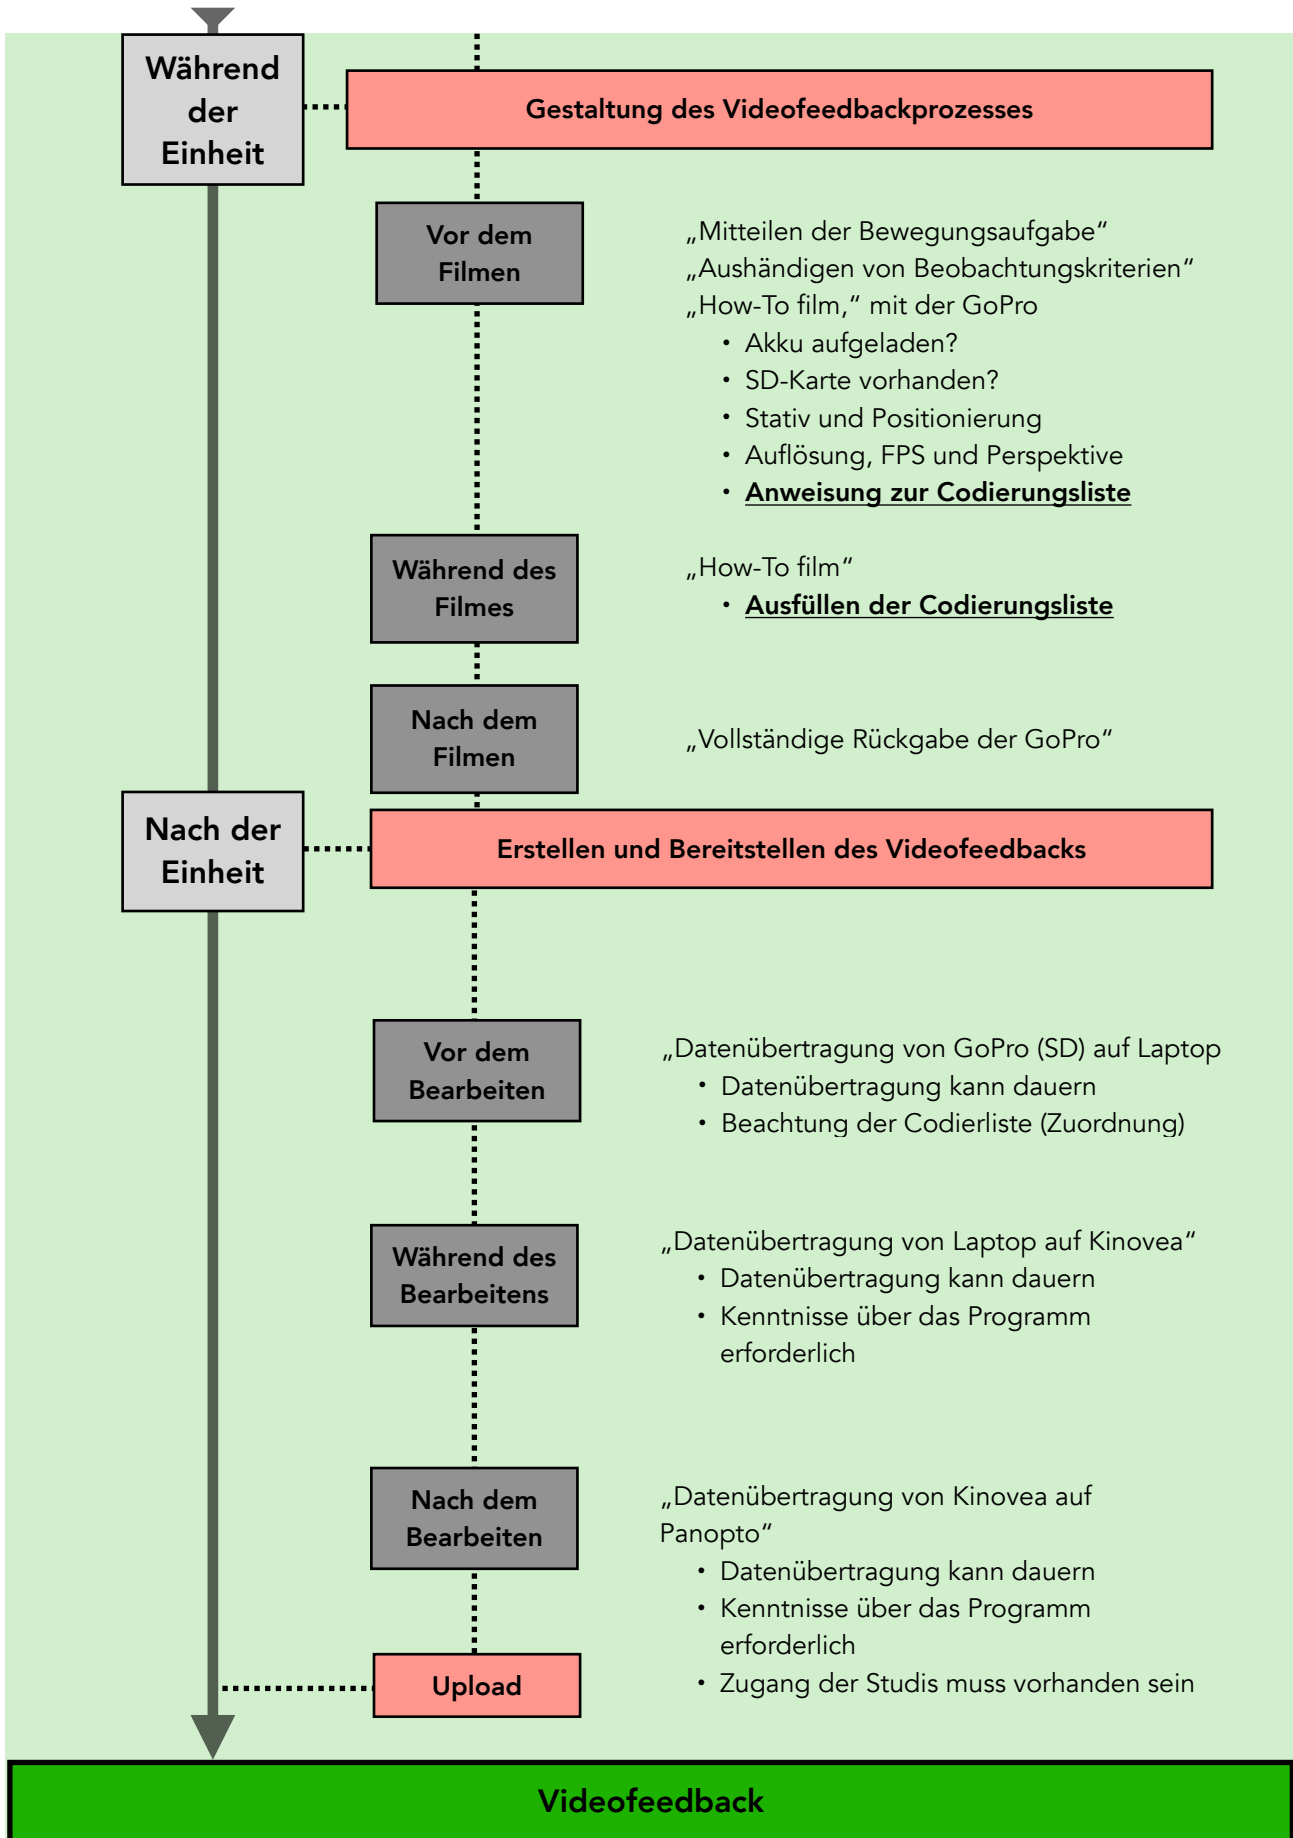 Während
der
Einheit
Gestaltung des Videofeedbackprozesses
Vor dem
Filmen
„Mitteilen der Bewegungsaufgabe“
„Aushändigen von Beobachtungskriterien“
„How-To film,“ mit der GoPro
• Akku aufgeladen?
• SD-Karte vorhanden?
• Stativ und Positionierung
• Auflösung, FPS und Perspektive
• Anweisung zur Codierungsliste
Während des
Filmes
„How-To film“
• Ausfüllen der Codierungsliste
Nach dem
Filmen
„Vollständige Rückgabe der GoPro“
Nach der
Einheit
Erstellen und Bereitstellen des Videofeedbacks
Vor dem
Bearbeiten
„Datenübertragung von GoPro (SD) auf Laptop
• Datenübertragung kann dauern
• Beachtung der Codierliste (Zuordnung)
Während des
Bearbeitens
„Datenübertragung von Laptop auf Kinovea“
• Datenübertragung kann dauern
• Kenntnisse über das Programm
erforderlich
Nach dem
Bearbeiten
„Datenübertragung von Kinovea auf
Panopto“
• Datenübertragung kann dauern
• Kenntnisse über das Programm
erforderlich
• Zugang der Studis muss vorhanden sein
Upload
Videofeedback